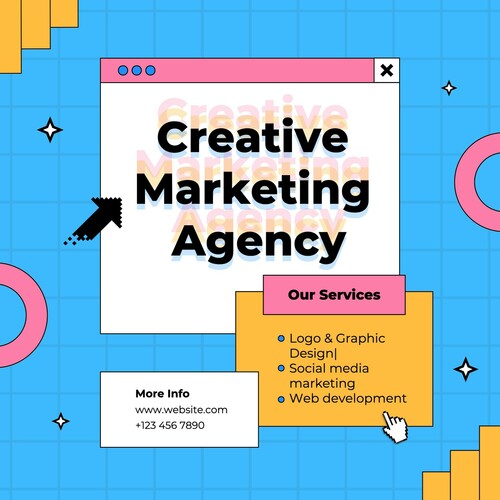 Creative
Marketing
Agency
Our Services
Logo & Graphic
Design|
Social media
marketing
Web development
More Info
www.website.com
+123 456 7890